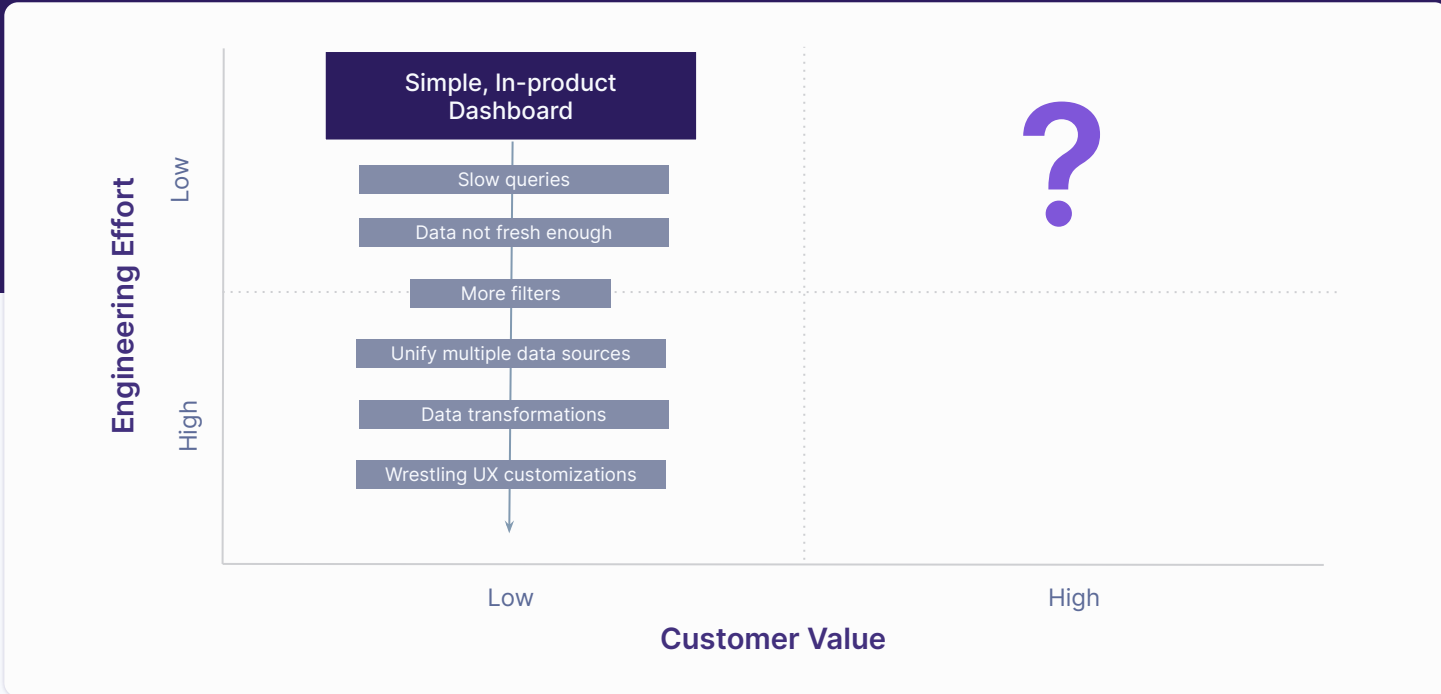 Simple, In-product
Dashboard
?
Slow queries
Data not fresh enough
More filters
Unify multiple data sources
Data transformations
Wrestling UX customizations
Engineering Effort
Low
High
Low
High
Customer Value